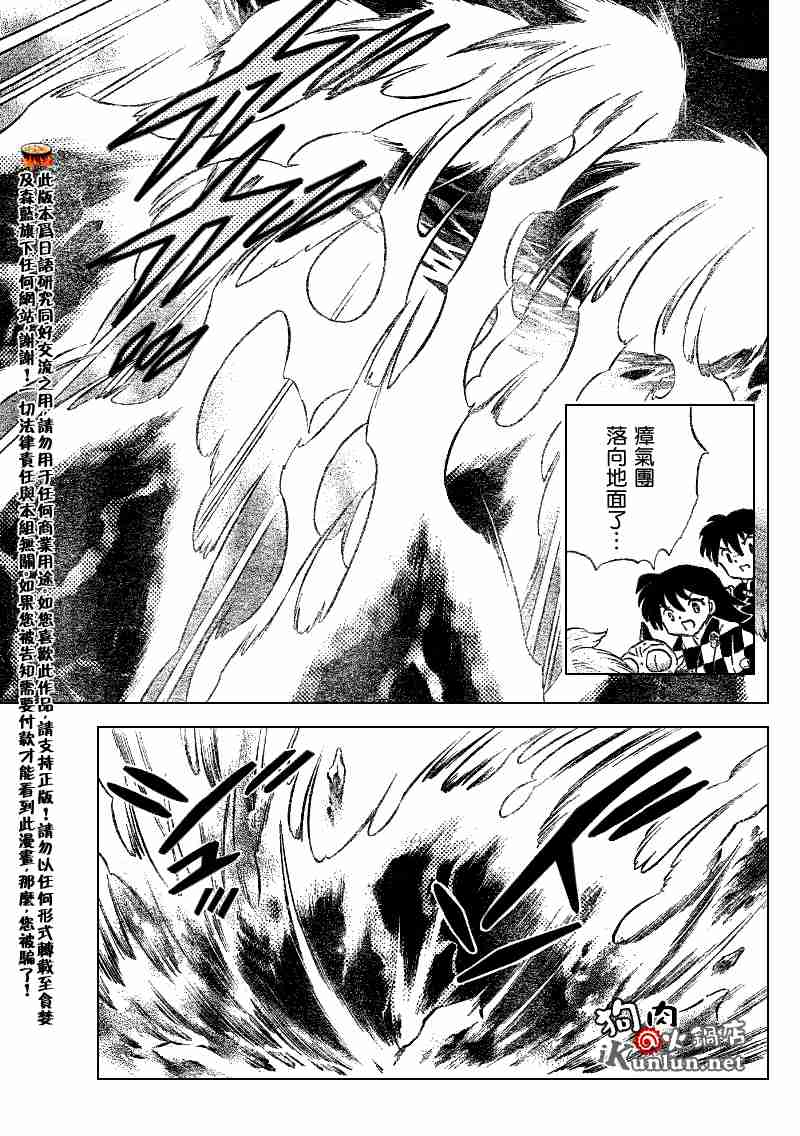 瘴氣團
落向地面了…
此版本爲日語研究同好交流之用，請勿用于任何商業用途，如您喜歡此作品，請支持正版！請勿以任何形式轉載至貪婪
及森藍旗下任何網站，謝謝！一切法律責任與本組無關，如果您被告知需要付款才能看到此漫畫，那麼，您被騙了！
狗肉火鍋店
iKunlun.net